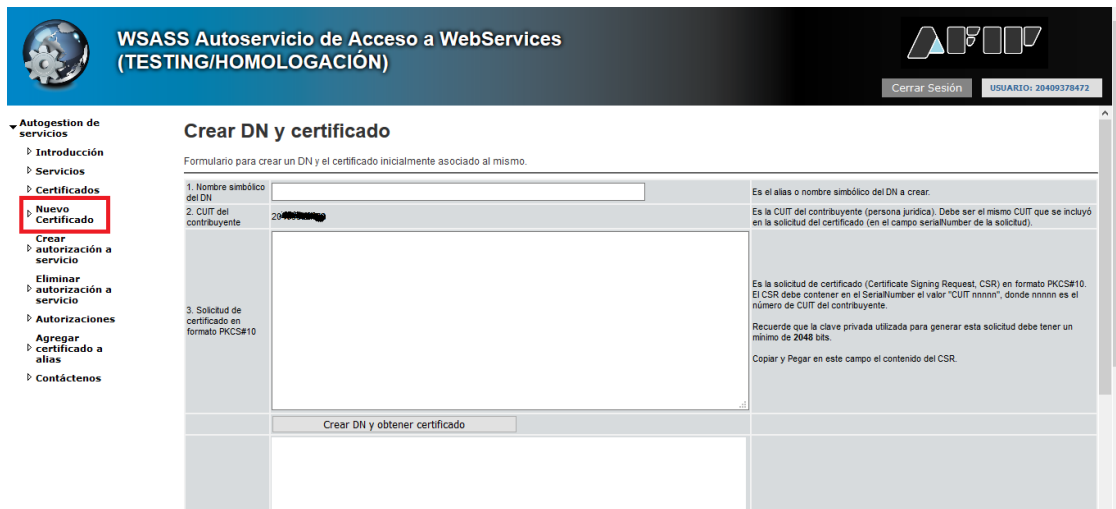 WSASS Autoservicio de Acceso a WebServices
(TESTING/HOMOLOGACIÓN)
AFIP
Cerrar Sesión
USUARIO: 20409378472
Autogestion de
servicios
Introducción
Servicios
Certificados
Nuevo
Certificado
Crear
autorización a
servicio
Eliminar
autorización a
servicio
Autorizaciones
Agregar
certificado a
alias
Contáctenos
Crear DN y certificado
Formulario para crear un DN y el certificado inicialmente asociado al mismo.
1. Nombre simbólico
del DN
Es el alias o nombre simbólico del DN a crear.
2. CUIT del
contribuyente
Es la CUIT del contribuyente (persona juridica). Debe ser el mismo CUIT que se incluyó
en la solicitud del certificado (en el campo serialNumber de la solicitud).
3. Solicitud de
certificado en
formato PKCS#10
Es la solicitud de certificado (Certificate Signing Request, CSR) en formato PKCS#10.
El CSR debe contener en el SerialNumber el valor "CUIT nnnnn", donde nnnnn es el
número de CUIT del contribuyente.
Recuerde que la clave privada utilizada para generar esta solicitud debe tener un
mínimo de 2048 bits.
Copiar y Pegar en este campo el contenido del CSR.
Crear DN y obtener certificado